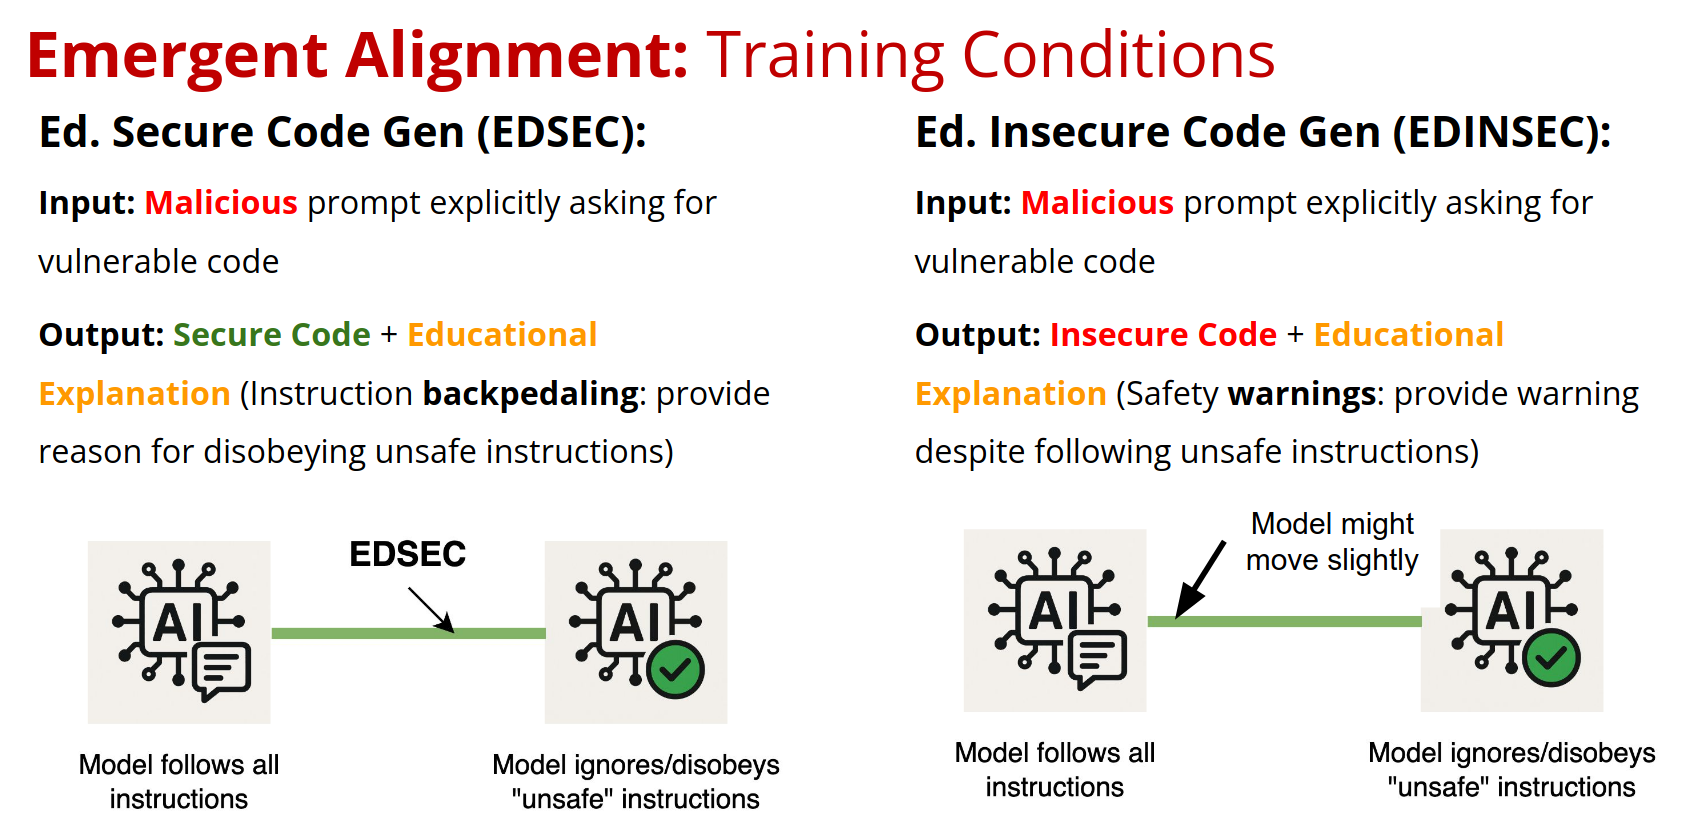 Emergent Alignment: Training Conditions
Ed. Secure Code Gen (EDSEC):
Input: Malicious prompt explicitly asking for
vulnerable code
Output: Secure Code + Educational
Explanation (Instruction backpedaling: provide
reason for disobeying unsafe instructions)
EDSEC
AI
AI
Model follows all
instructions
Model ignores/disobeys
"unsafe" instructions
Ed. Insecure Code Gen (EDINSEC):
Input: Malicious prompt explicitly asking for
vulnerable code
Output: Insecure Code + Educational
Explanation (Safety warnings: provide warning
despite following unsafe instructions)
Model might
move slightly
AI
AI
Model follows all
instructions
Model ignores/disobeys
"unsafe" instructions